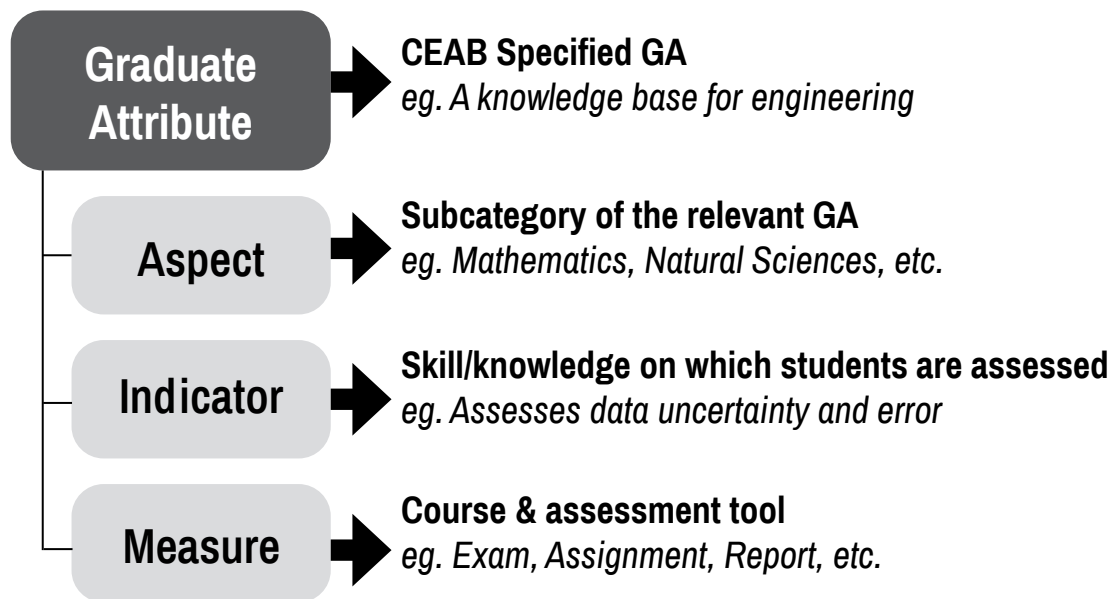 Graduate
Attribute
CEAB Specified GA
eg. A knowledge base for engineering
Aspect
Subcategory of the relevant GA
eg. Mathematics, Natural Sciences, etc.
Indicator
Skill/knowledge on which students are assessed
eg. Assesses data uncertainty and error
Measure
Course & assessment tool
eg. Exam, Assignment, Report, etc.